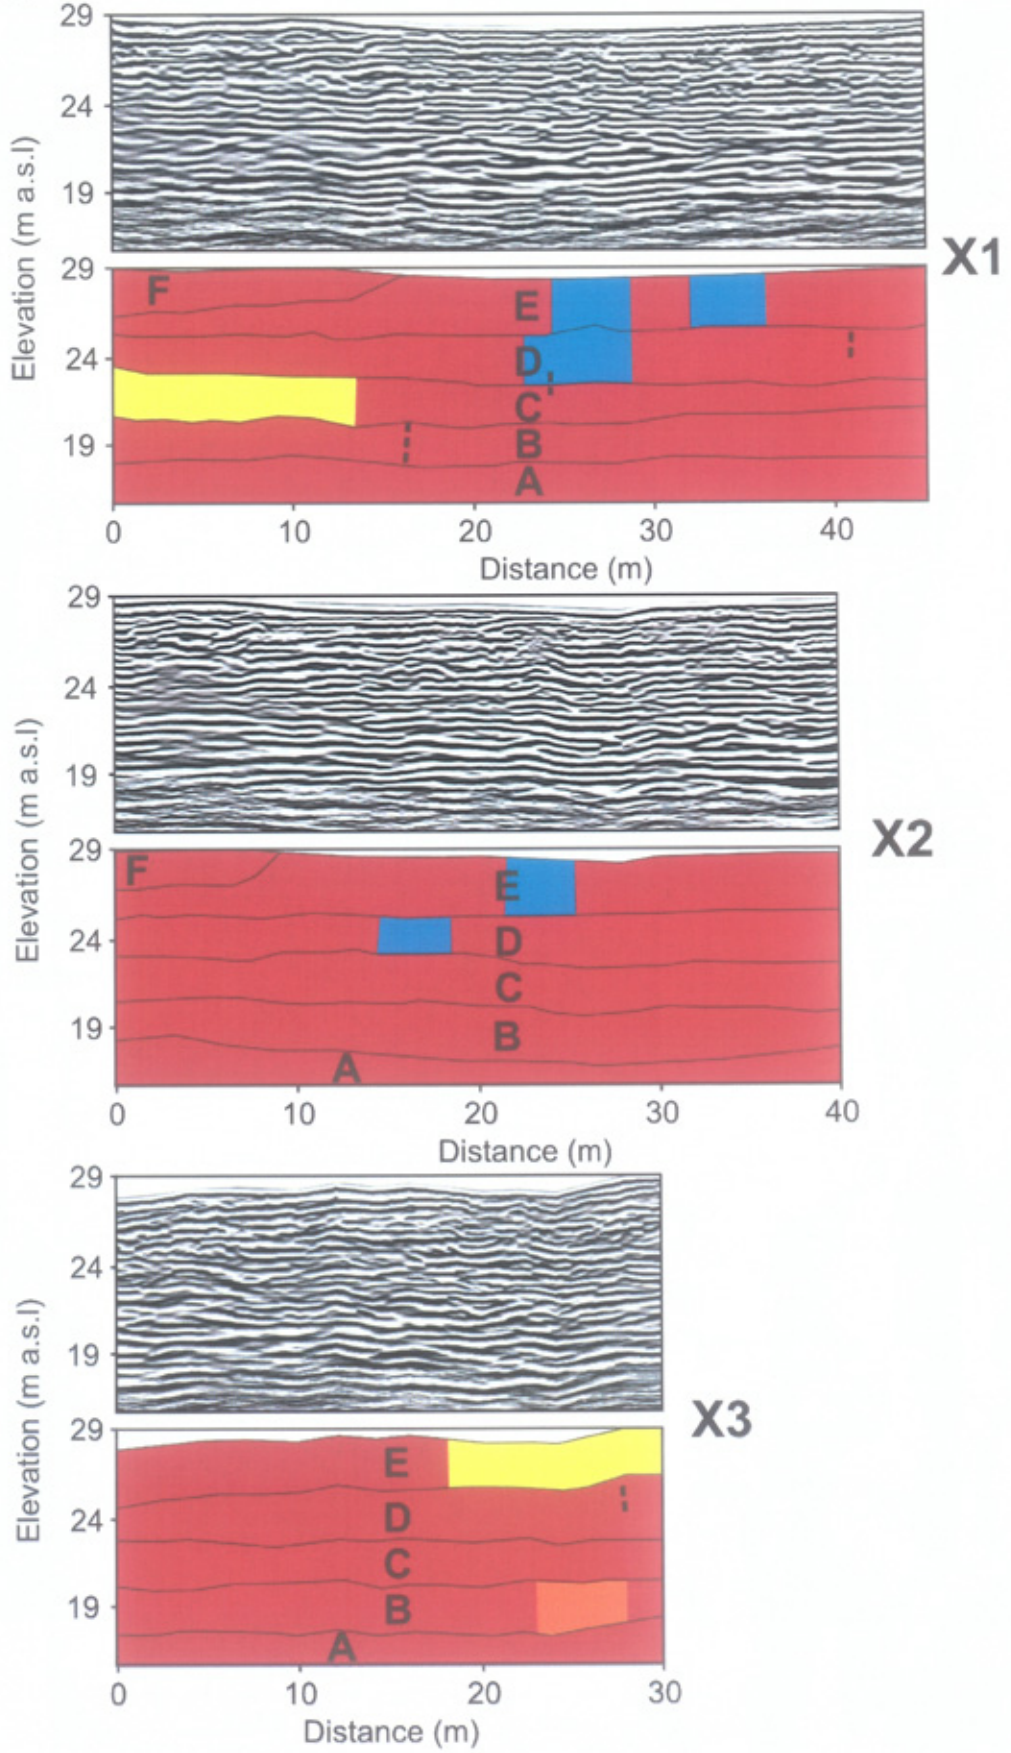 29
24
19
Elevation (m a.s.l)
X1
29
F
E
24
D
C
19
B
A
Elevation (m a.s.l)
0 10 20 30 40
Distance (m)
29
24
19
Elevation (m a.s.l)
X2
29
F
E
24
D
C
19
B
A
Elevation (m a.s.l)
0 10 20 30 40
Distance (m)
29
24
19
Elevation (m a.s.l)
X3
29
E
24
D
C
19
B
A
0 10 20 30
Distance (m)